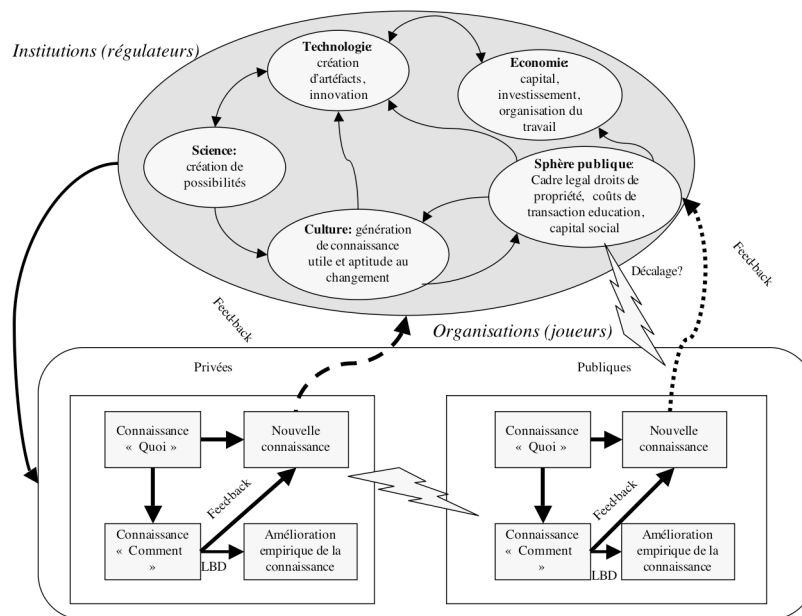 Institutions (régulateurs)
Technologie:
création
d'artéfacts,
innovation
Economie:
capital,
investissement,
organisation du
travail
Science:
création de
possibilités
Sphère publique:
Cadre legal droits de
propriété, coûts de
transaction education,
capital social
Culture: génération
de connaissance
utile et aptitude au
changement
Décalage?
Feed-back
Feed-back
Organisations (joueurs)
Privées
Publiques
Connaissance
« Quoi »
Nouvelle
connaissance
Feed-back
Connaissance
« Comment
»
LBD
Amélioration
empirique de la
connaissance
Connaissance
« Quoi »
Nouvelle
connaissance
Feed-back
Connaissance
« Comment
»
LBD
Amélioration
empirique de la
connaissance